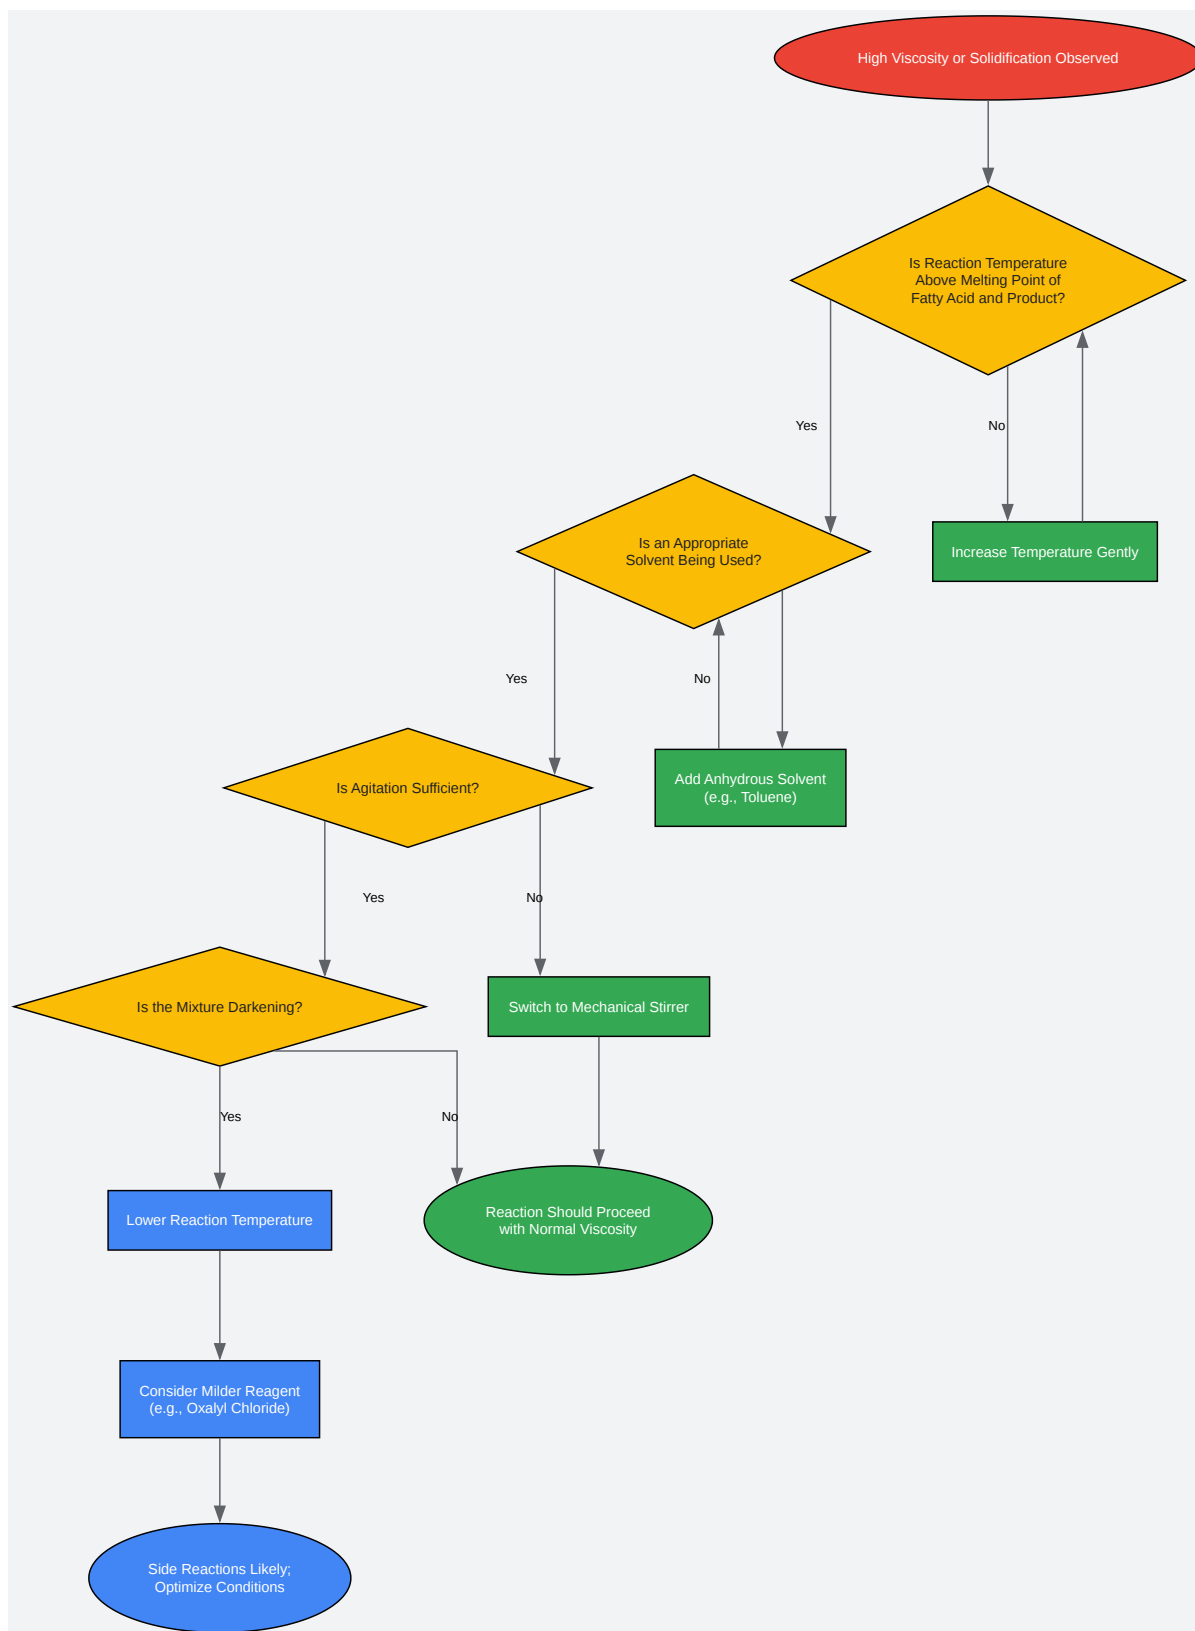 High Viscosity or Solidification Observed
Is Reaction Temperature
Above Melting Point of
Fatty Acid and Product?
Yes
No
Is an Appropriate
Solvent Being Used?
Increase Temperature Gently
Yes
No
Is Agitation Sufficient?
Add Anhydrous Solvent
(e.g., Toluene)
Yes
No
Is the Mixture Darkening?
Switch to Mechanical Stirrer
Yes
No
Lower Reaction Temperature
Reaction Should Proceed
with Normal Viscosity
Consider Milder Reagent
(e.g., Oxalyl Chloride)
Side Reactions Likely;
Optimize Conditions